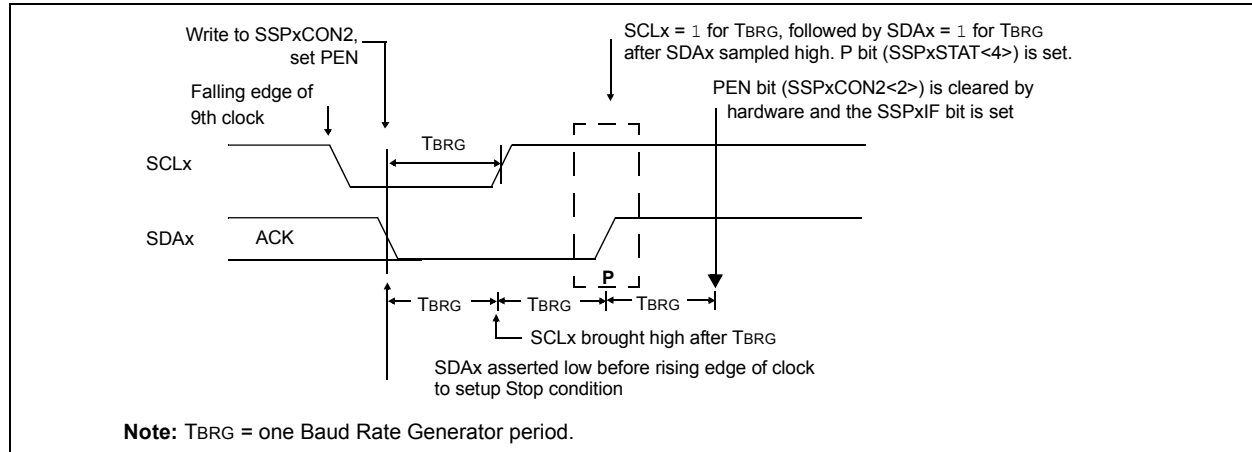 Write to SSPxCON2,
set PEN
SCLx = 1 for TBRG, followed by SDAx = 1 for TBRG
after SDAx sampled high. P bit (SSPxSTAT<4>) is set.
Falling edge of
9th clock
PEN bit (SSPxCON2<2>) is cleared by
hardware and the SSPxIF bit is set
TBRG
SCLx
SDAx
ACK
P
TBRG
TBRG
TBRG
SCLx brought high after TBRG
SDAx asserted low before rising edge of clock
to setup Stop condition
Note: TBRG = one Baud Rate Generator period.